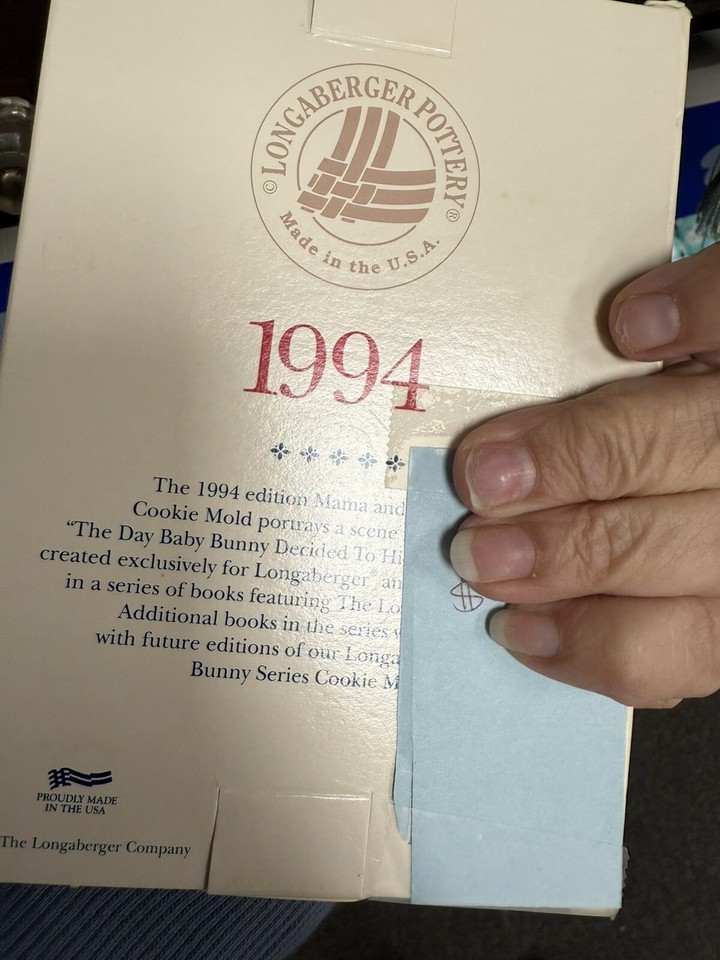 © LONGABERGER POTTERY ®
Made in the U.S.A.
1994
The 1994 edition Mama and
Cookie Mold portrays a scene
"The Day Baby Bunny Decided To Hi
created exclusively for Longaberger® an
in a series of books featuring The Lo
Additional books in the series w
with future editions of our Longa
Bunny Series Cookie M
$
PROUDLY MADE
IN THE USA
The Longaberger Company